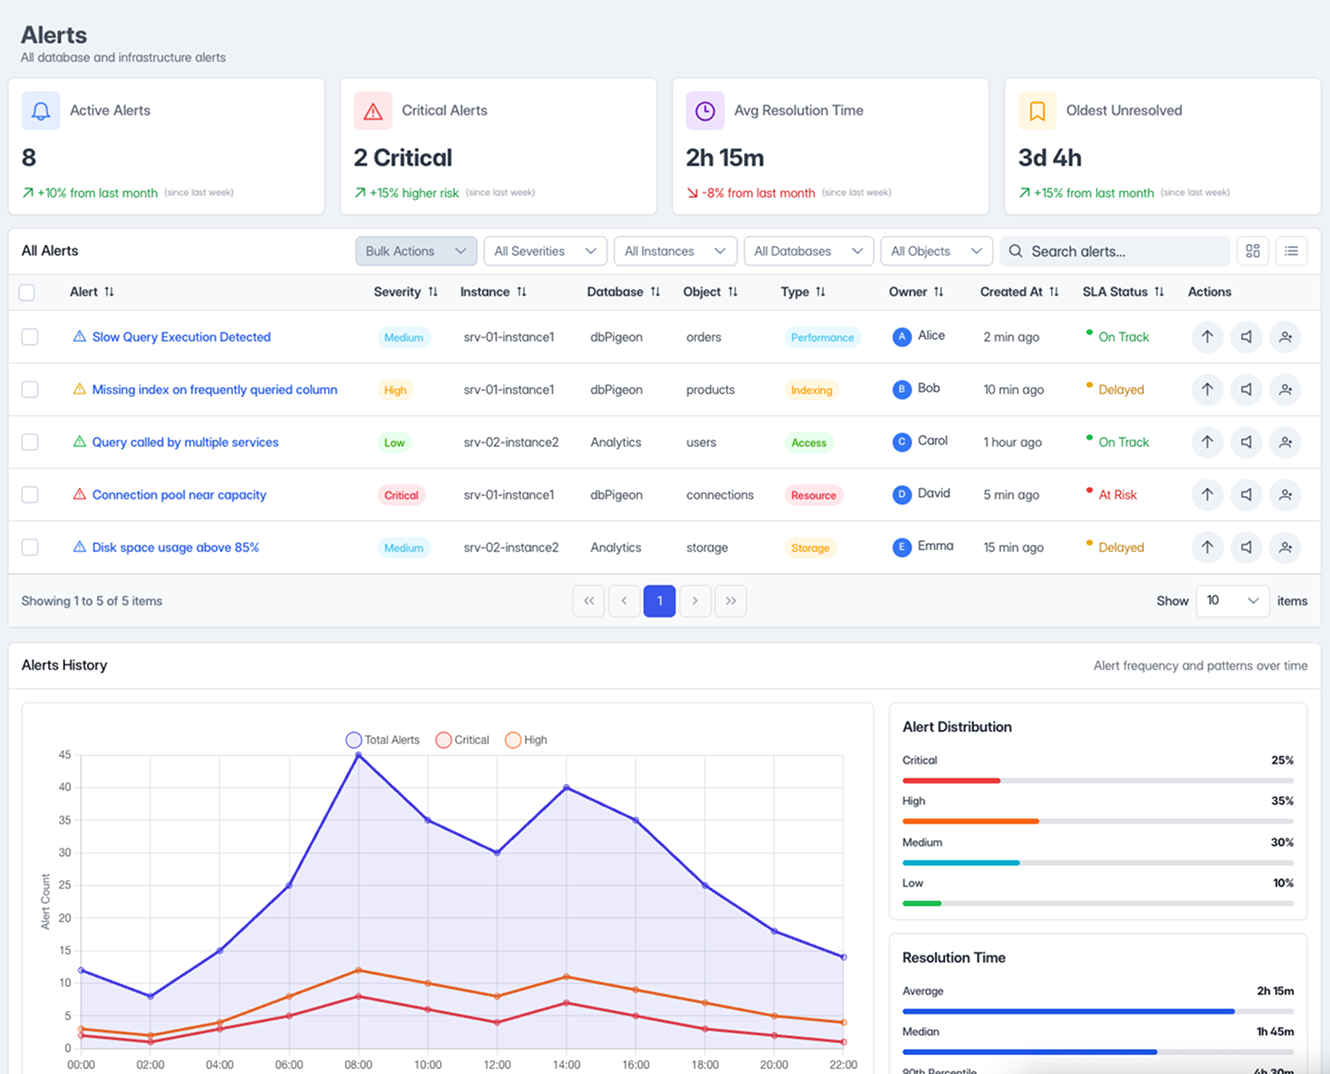 Alerts
All database and infrastructure alerts
Active Alerts
8
+10% from last month (since last week)
Critical Alerts
2 Critical
+15% higher risk (since last week)
Avg Resolution Time
2h 15m
-8% from last month (since last week)
Oldest Unresolved
3d 4h
+15% from last month (since last week)
All Alerts Bulk Actions All Severities All Instances All Databases All Objects Search alerts...
Alert Severity Instance Database Object Type Owner Created At SLA Status Actions
Slow Query Execution Detected Medium srv-01-instance1 dbPigeon orders Performance A Alice 2 min ago On Track
Missing index on frequently queried column High srv-01-instance1 dbPigeon products Indexing B Bob 10 min ago Delayed
Query called by multiple services Low srv-02-instance2 Analytics users Access C Carol 1 hour ago On Track
Connection pool near capacity Critical srv-01-instance1 dbPigeon connections Resource D David 5 min ago At Risk
Disk space usage above 85% Medium srv-02-instance2 Analytics storage Storage E Emma 15 min ago Delayed
Showing 1 to 5 of 5 items « ‹ 1 › » Show 10 items
Alerts History Alert frequency and patterns over time
Total Alerts Critical High
Alert Count
45
40
35
30
25
20
15
10
5
0
00:00 02:00 04:00 06:00 08:00 10:00 12:00 14:00 16:00 18:00 20:00 22:00
Alert Distribution
Critical 25%
High 35%
Medium 30%
Low 10%
Resolution Time
Average 2h 15m
Median 1h 45m
90th Percentile 4h 30m